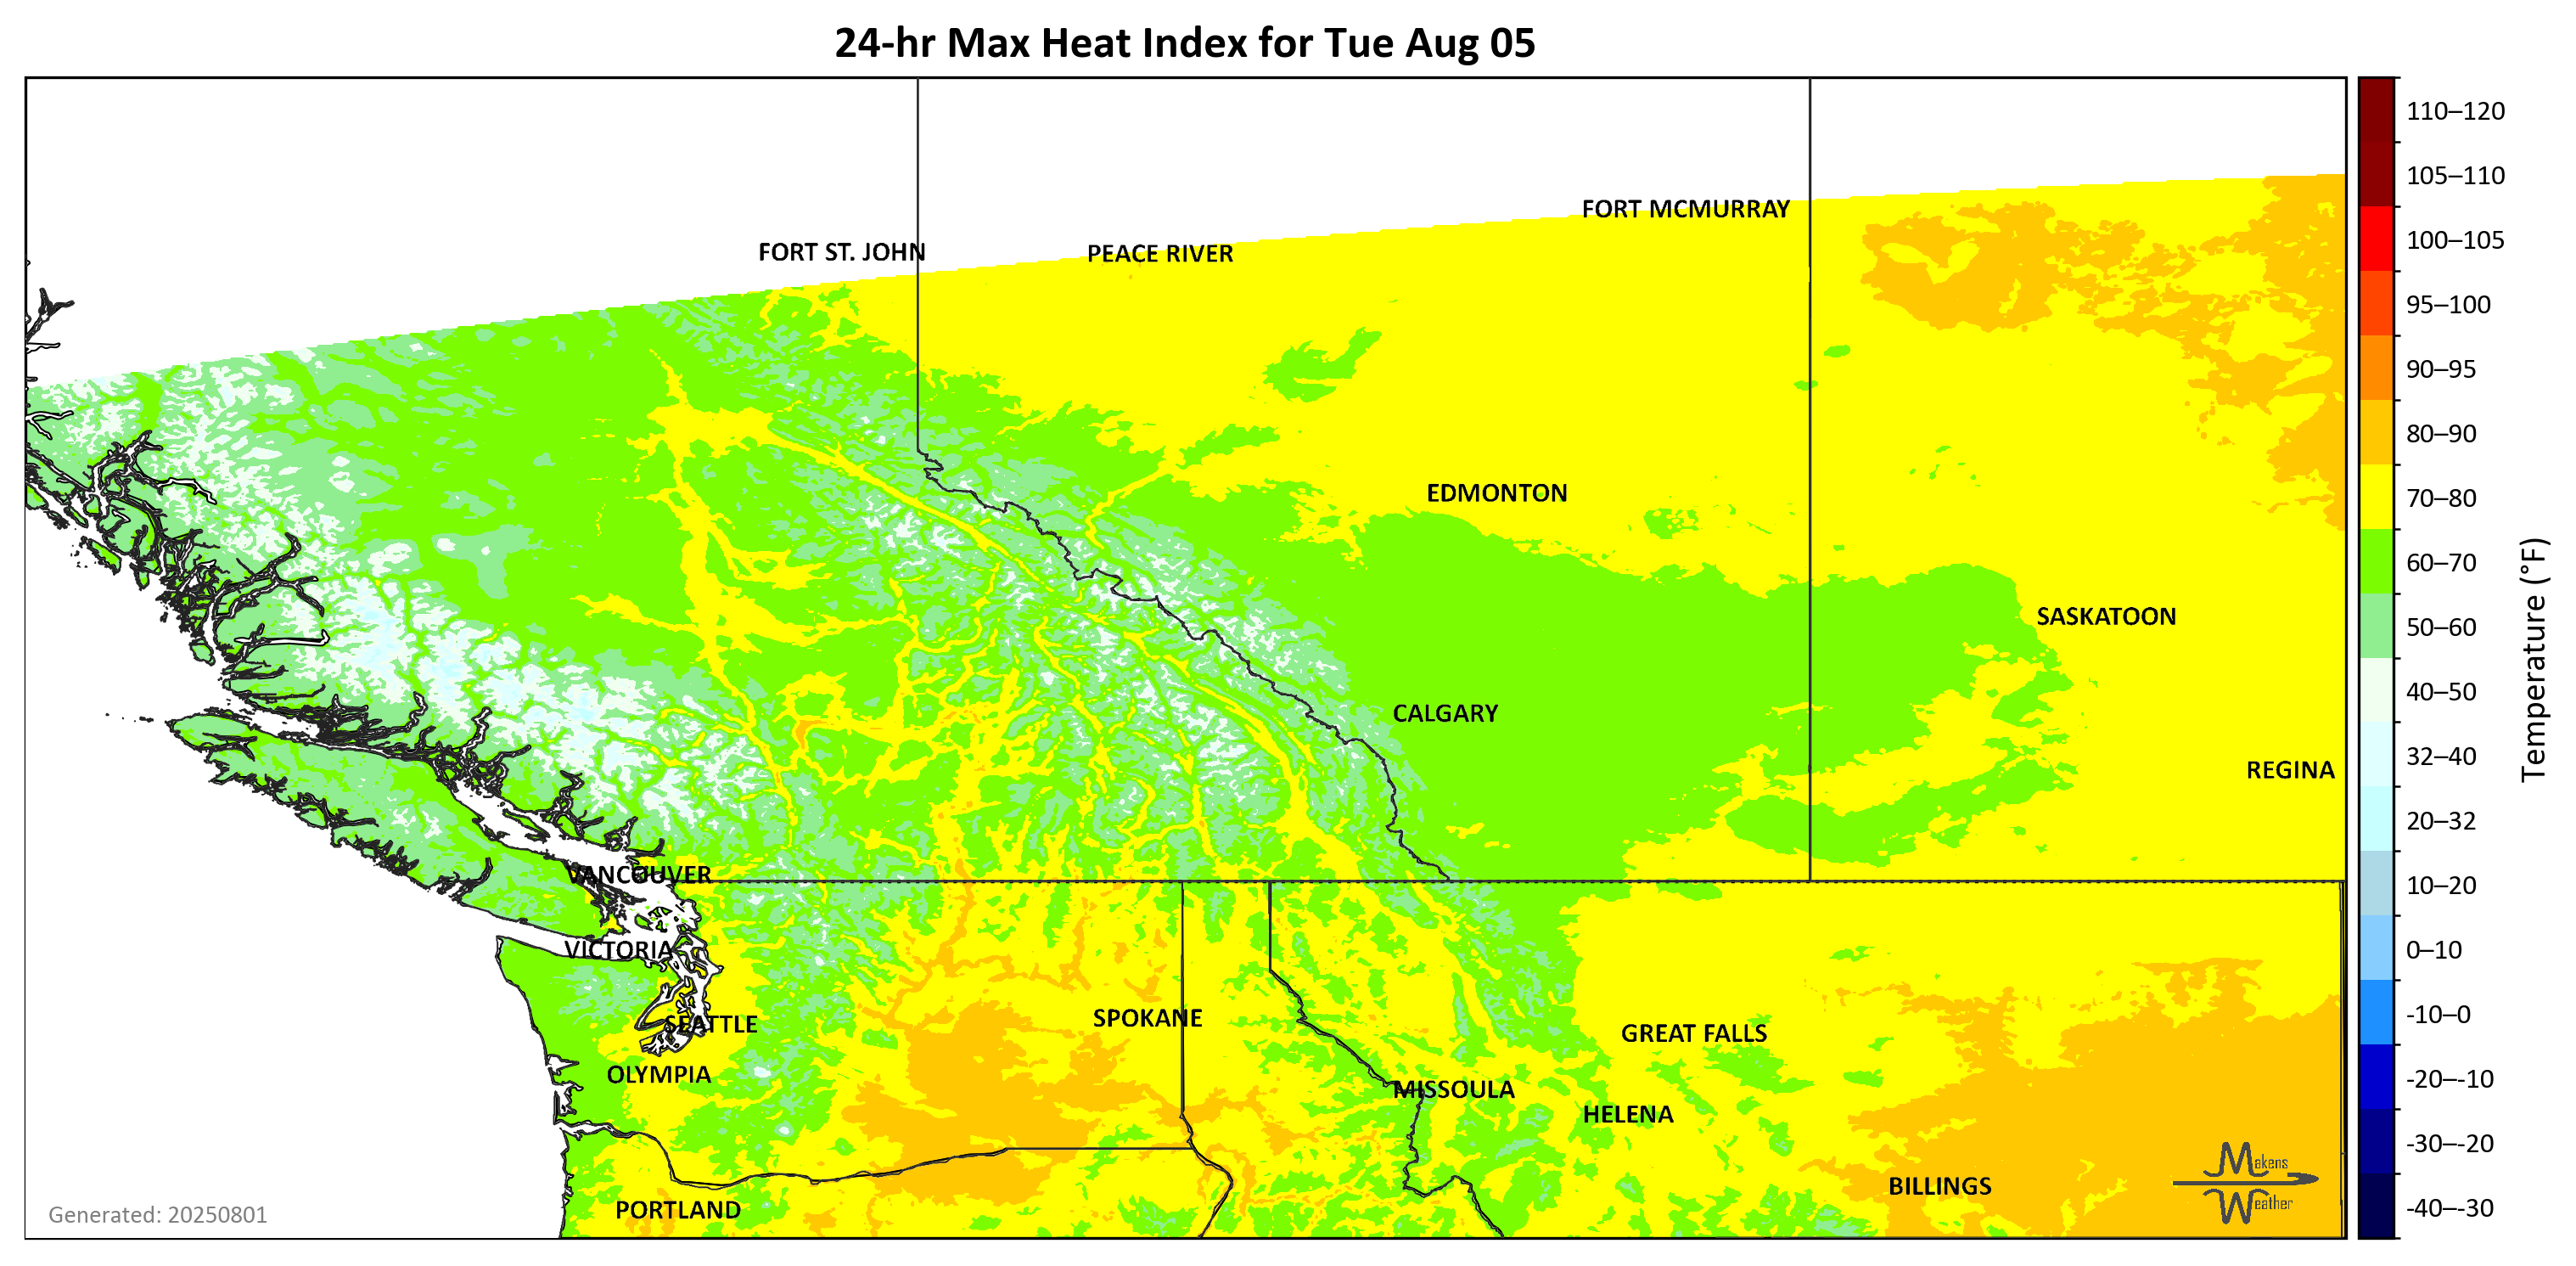 24-hr Max Heat Index for Tue Aug 05
110–120
105–110
FORT MCMURRAY
100–105
FORT ST. JOHN
PEACE RIVER
95–100
90–95
80–90
EDMONTON
70–80
60–70
SASKATOON
50–60
Temperature (°F)
40–50
CALGARY
32–40
REGINA
20–32
VANCOUVER
10–20
VICTORIA
0–10
SPOKANE
-10–0
SEATTLE
GREAT FALLS
OLYMPIA
-20–-10
MISSOULA
HELENA
-30–-20
Makens
Weather
BILLINGS
-40–-30
PORTLAND
Generated: 20250801